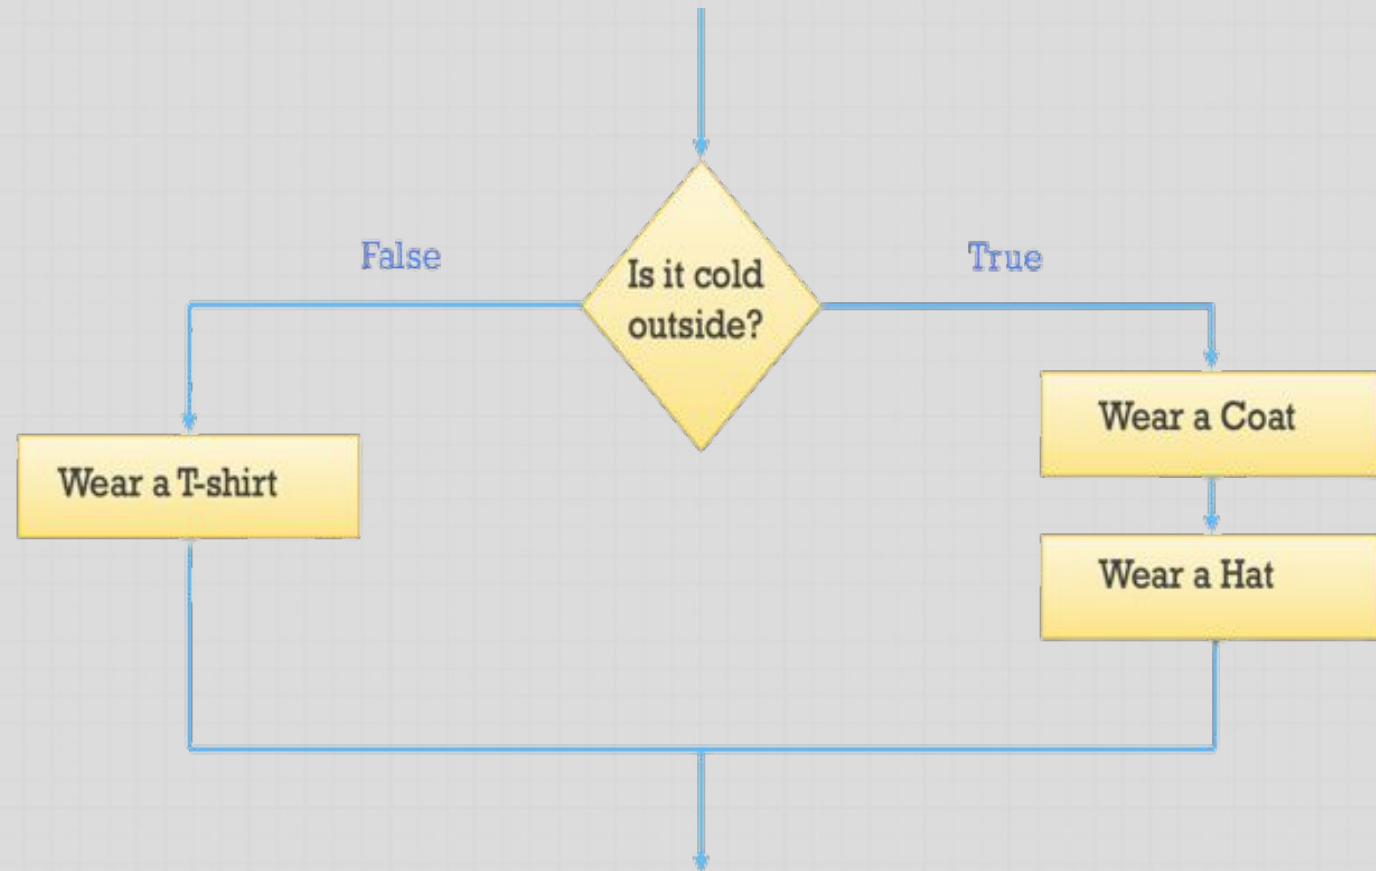 False
True
Is it cold
outside?
Wear a Coat
Wear a T-shirt
Wear a Hat